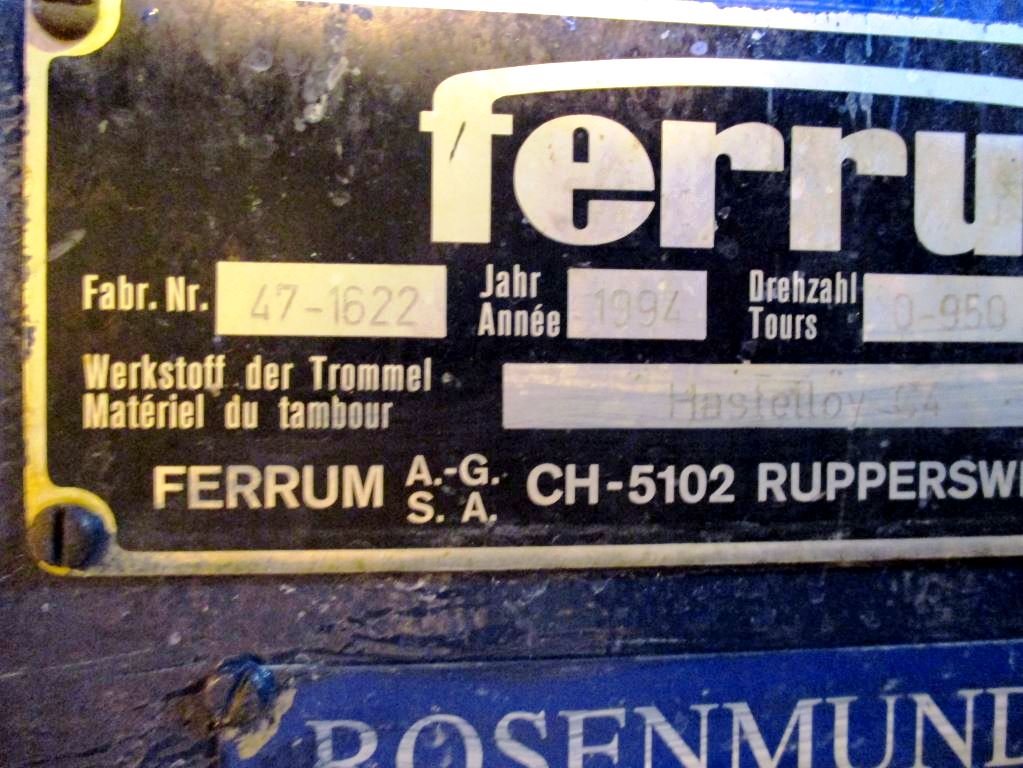 ferru
Fabr. Nr. 47-1622 Jahr Année 1994 Drehzahl Tours 0-950
Werkstoff der Trommel Hastelloy C4
Matériel du tambour
FERRUM A.-G. S. A. CH-5102 RUPPERSWI
ROSENMUND